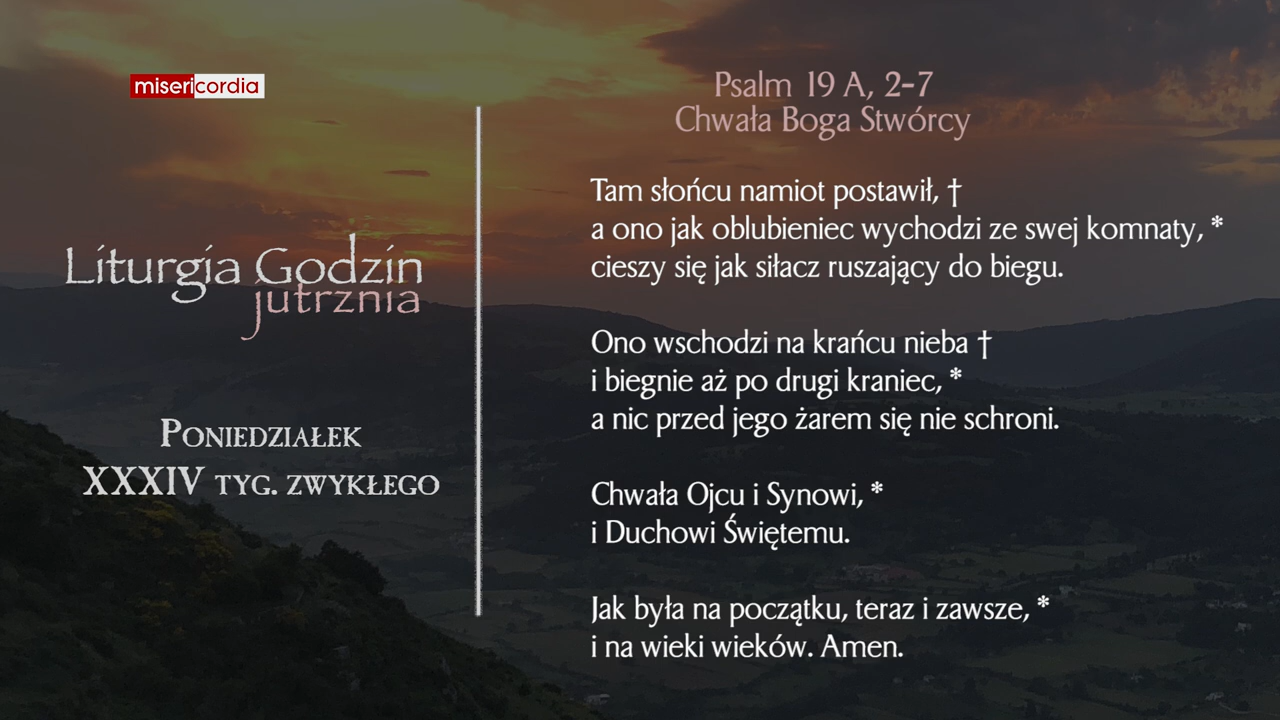 misericordia
Liturgia Godzin
jutrznia
Poniedziałek
XXXIV tyg. zwykłego
Psalm 19 A, 2-7
Chwała Boga Stwórcy
Tam słońcu namiot postawił, †
a ono jak oblubieniec wychodzi ze swej komnaty, *
cieszy się jak siłacz ruszający do biegu.
Ono wschodzi na krańcu nieba †
i biegnie aż po drugi kraniec, *
a nic przed jego żarem się nie schroni.
Chwała Ojcu i Synowi, *
i Duchowi Świętemu.
Jak była na początku, teraz i zawsze, *
i na wieki wieków. Amen.